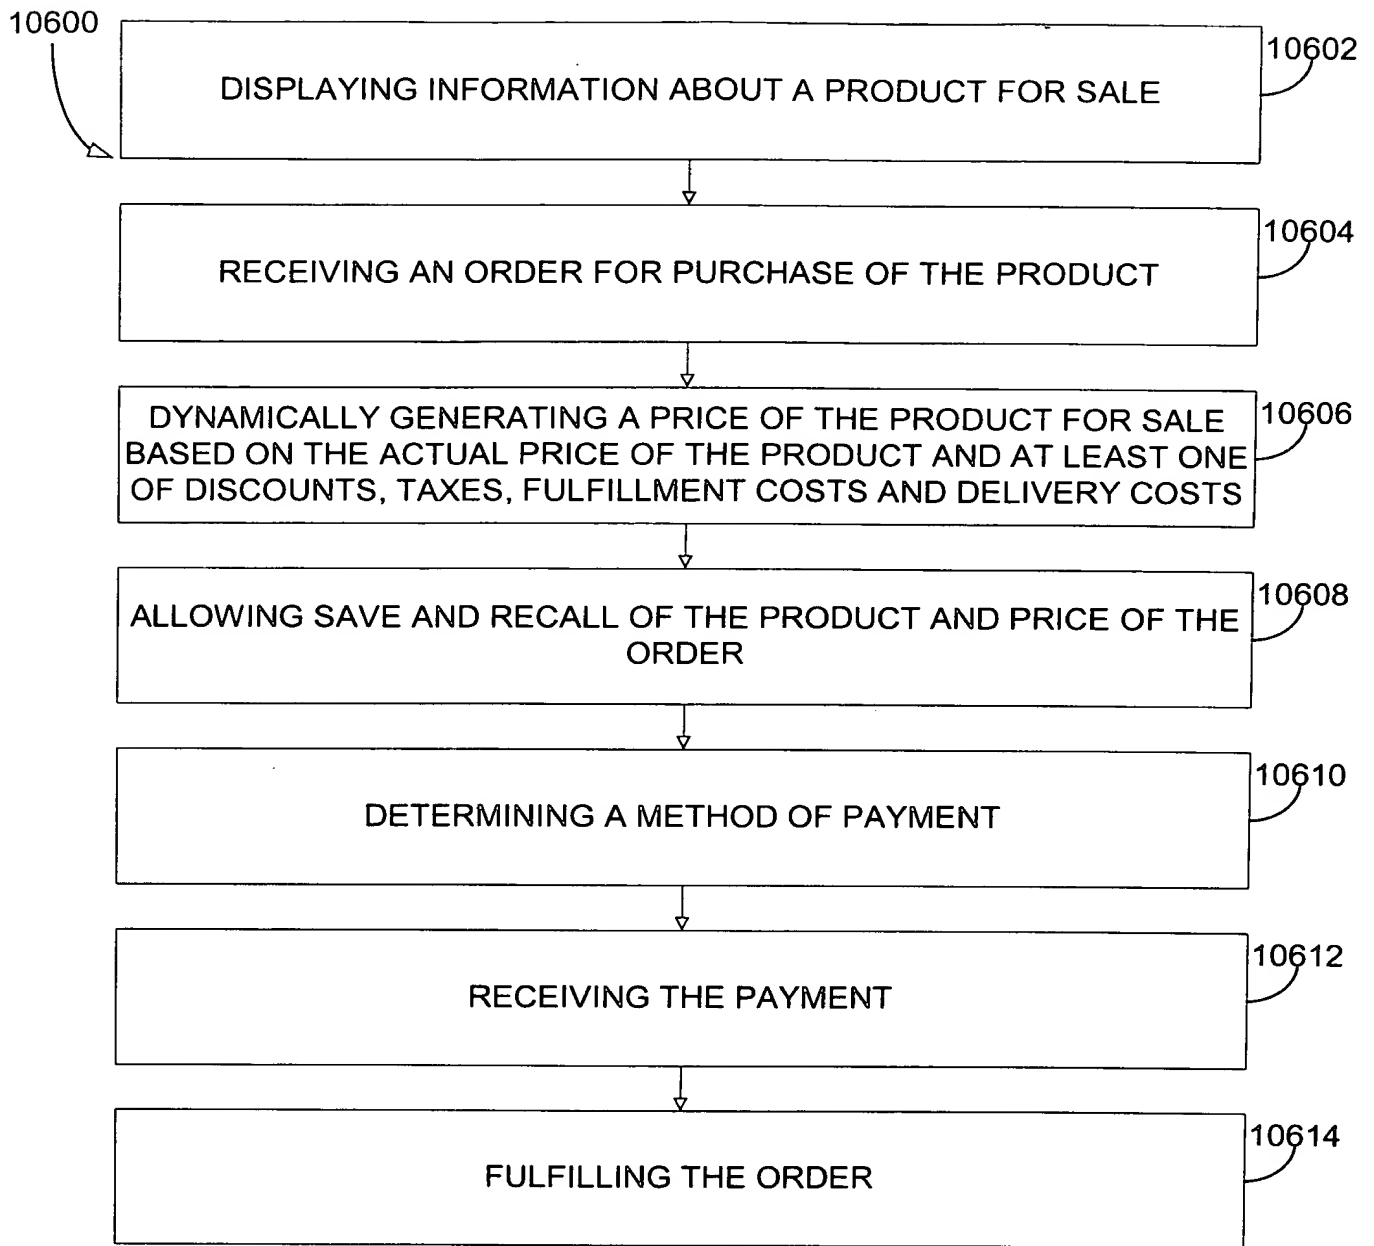 10600
10602
DISPLAYING INFORMATION ABOUT A PRODUCT FOR SALE
10604
RECEIVING AN ORDER FOR PURCHASE OF THE PRODUCT
10606
DYNAMICALLY GENERATING A PRICE OF THE PRODUCT FOR SALE
BASED ON THE ACTUAL PRICE OF THE PRODUCT AND AT LEAST ONE
OF DISCOUNTS, TAXES, FULFILLMENT COSTS AND DELIVERY COSTS
10608
ALLOWING SAVE AND RECALL OF THE PRODUCT AND PRICE OF THE
ORDER
10610
DETERMINING A METHOD OF PAYMENT
10612
RECEIVING THE PAYMENT
10614
FULFILLING THE ORDER